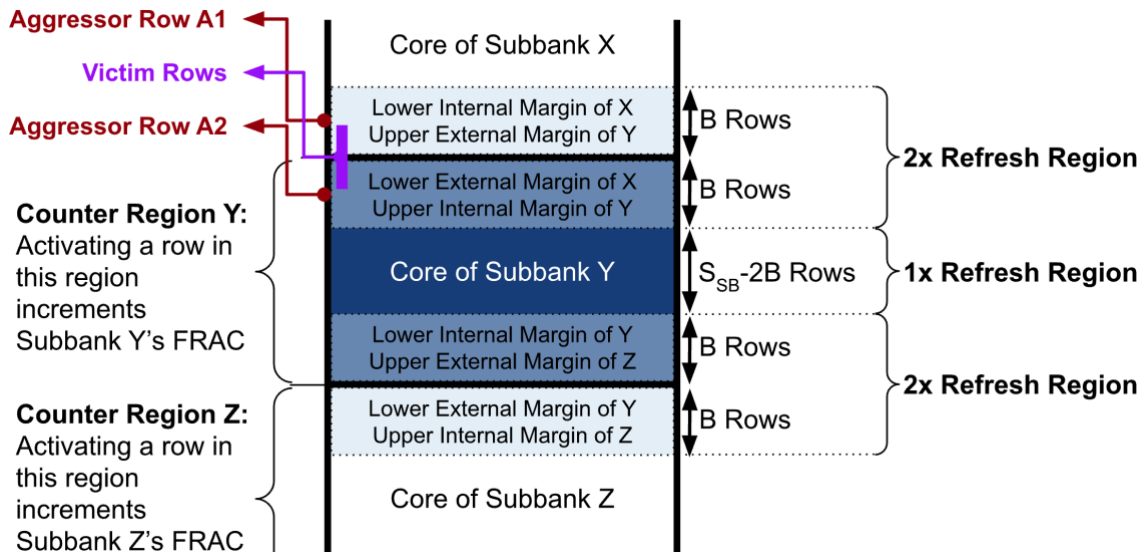 Aggressor Row A1
Victim Rows
Aggressor Row A2
Counter Region Y:
Activating a row in
this region
increments
Subbank Y's FRAC
Counter Region Z:
Activating a row in
this region
increments
Subbank Z's FRAC
Core of Subbank X
Lower Internal Margin of X
Upper External Margin of Y
Lower External Margin of X
Upper Internal Margin of Y
Core of Subbank Y
Lower Internal Margin of Y
Upper External Margin of Z
Lower External Margin of Y
Upper Internal Margin of Z
Core of Subbank Z
B Rows
B Rows
S_SB-2B Rows
B Rows
B Rows
2x Refresh Region
1x Refresh Region
2x Refresh Region